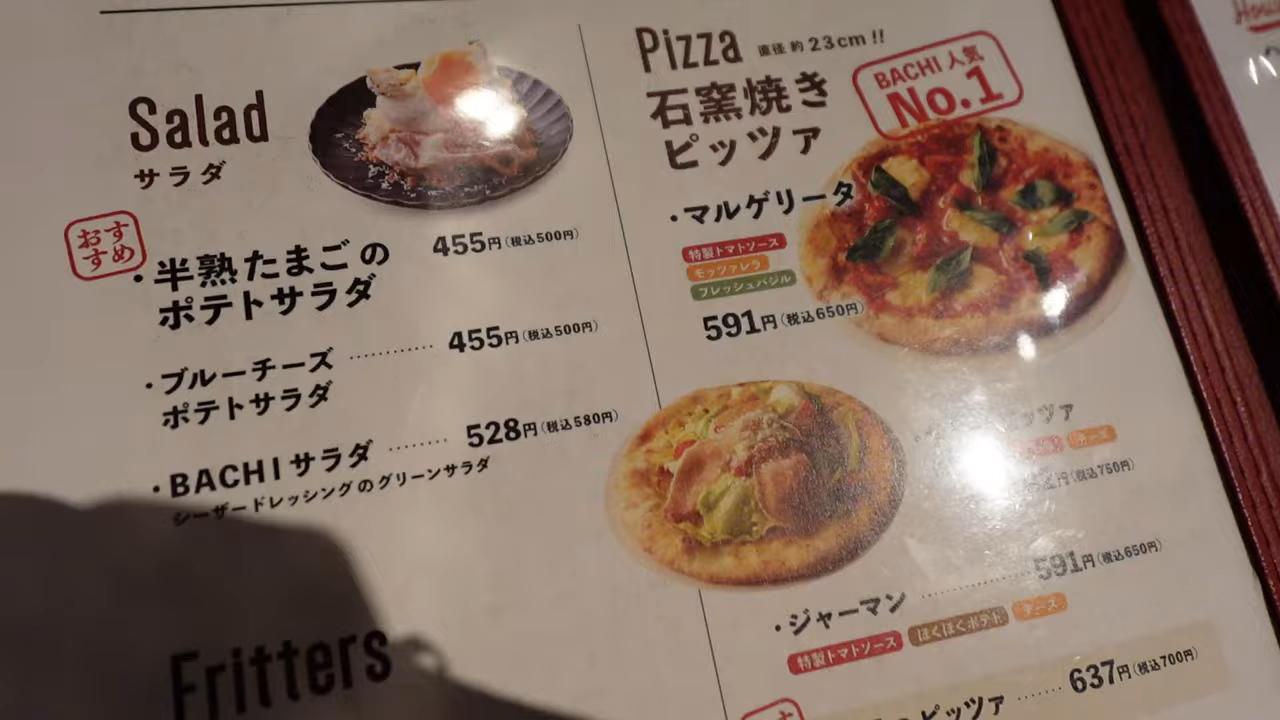 Salad
サラダ
おすすめ
・半熟たまごの
ポテトサラダ
455円(税込500円)
・ブルーチーズ
ポテトサラダ
455円(税込500円)
・BACHIサラダ
シーザードレッシングのグリーンサラダ
528円(税込580円)
Fritters
Pizza 直径 約23cm!!
石窯焼き
ピッツァ
BACHI人気
No.1
・マルゲリータ
特製トマトソース
モッツァレラ
フレッシュバジル
591円(税込650円)
ッツァ
チーズ
円(税込750円)
・ジャーマン
591円(税込650円)
特製トマトソース ほくほくポテト チーズ
ピッツァ
637円(税込700円)